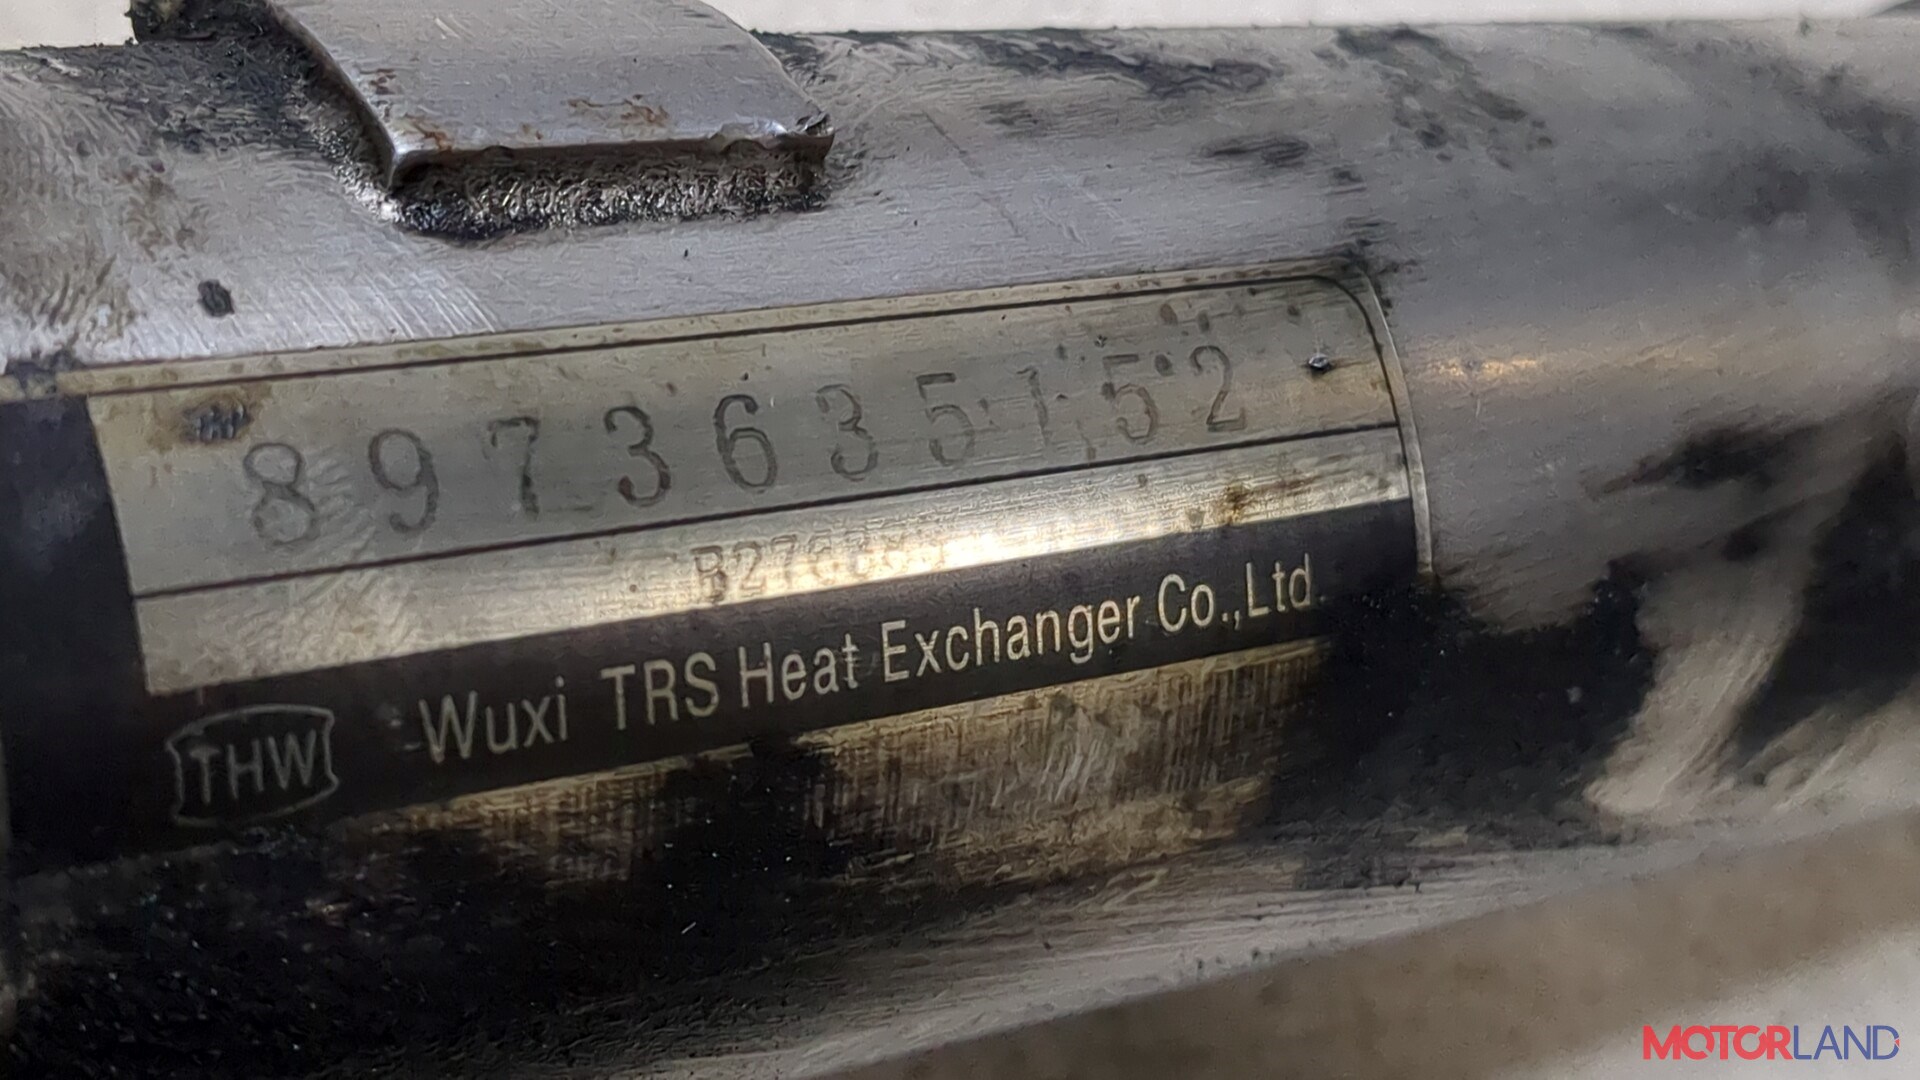 8973635152
THW Wuxi TRS Heat Exchanger Co.,Ltd.
MOTORLAND